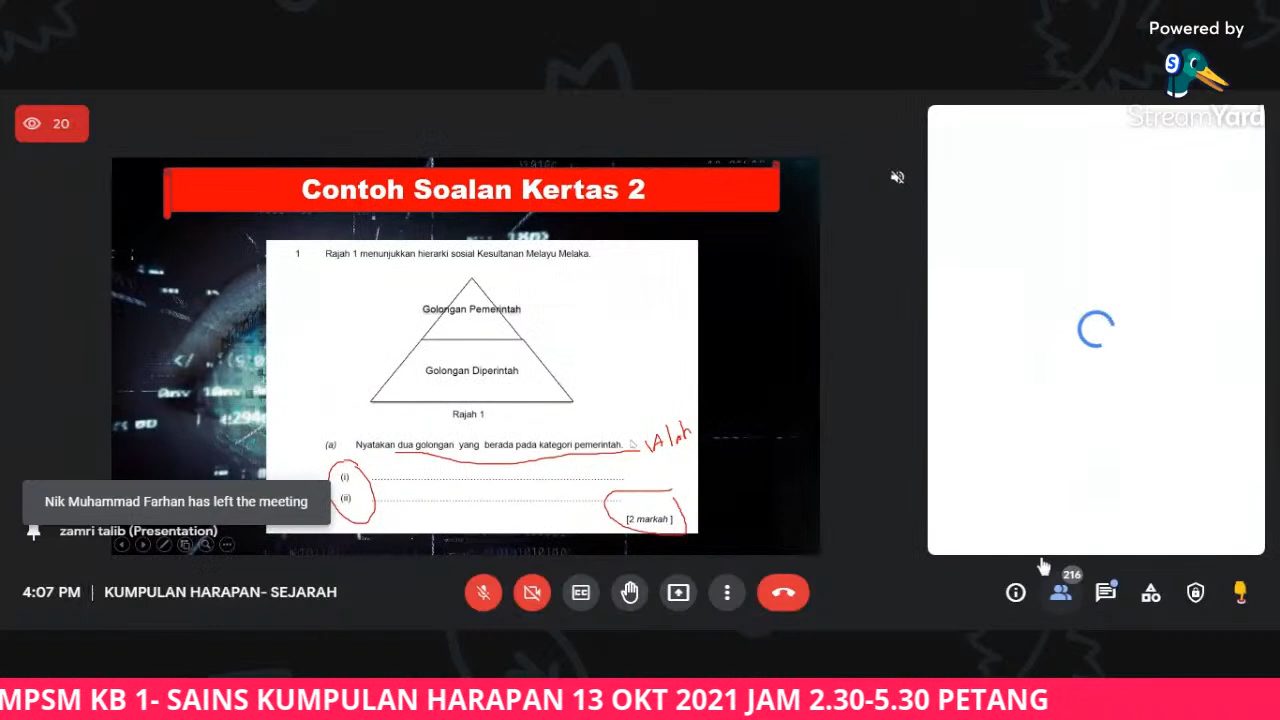 Powered by
StreamYard
20
Contoh Soalan Kertas 2
1 Rajah 1 menunjukkan hierarki sosial Kesultanan Melayu Melaka.
Golongan Pemerintah
Golongan Diperintah
Rajah 1
(a) Nyatakan dua golongan yang berada pada kategori pemerintah.
(i)
(ii)
[2 markah]
Nik Muhammad Farhan has left the meeting
zamri talib (Presentation)
4:07 PM | KUMPULAN HARAPAN- SEJARAH
216
MPSM KB 1- SAINS KUMPULAN HARAPAN 13 OKT 2021 JAM 2.30-5.30 PETANG